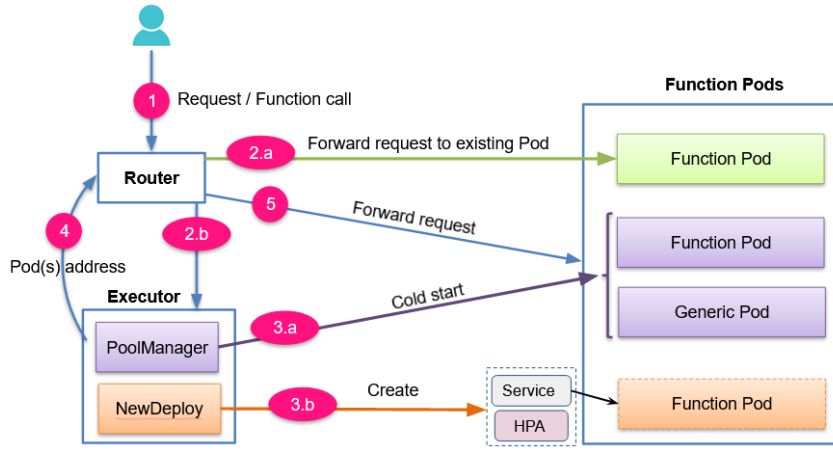 Function Pods
1
Request / Function call
2.a
Forward request to existing Pod
Function Pod
Router
5
Forward request
4
2.b
Function Pod
Pod(s) address
Cold start
Executor
Generic Pod
3.a
PoolManager
Create
Service
NewDeploy
3.b
Function Pod
HPA